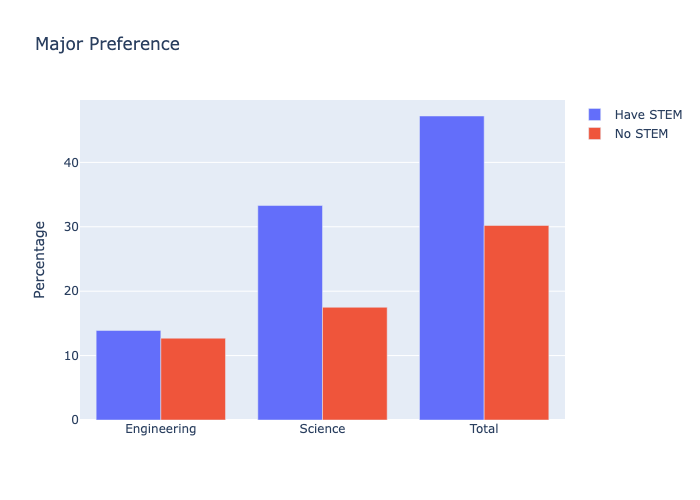 Major Preference
Have STEM
No STEM
Percentage
40
30
20
10
0
Engineering
Science
Total